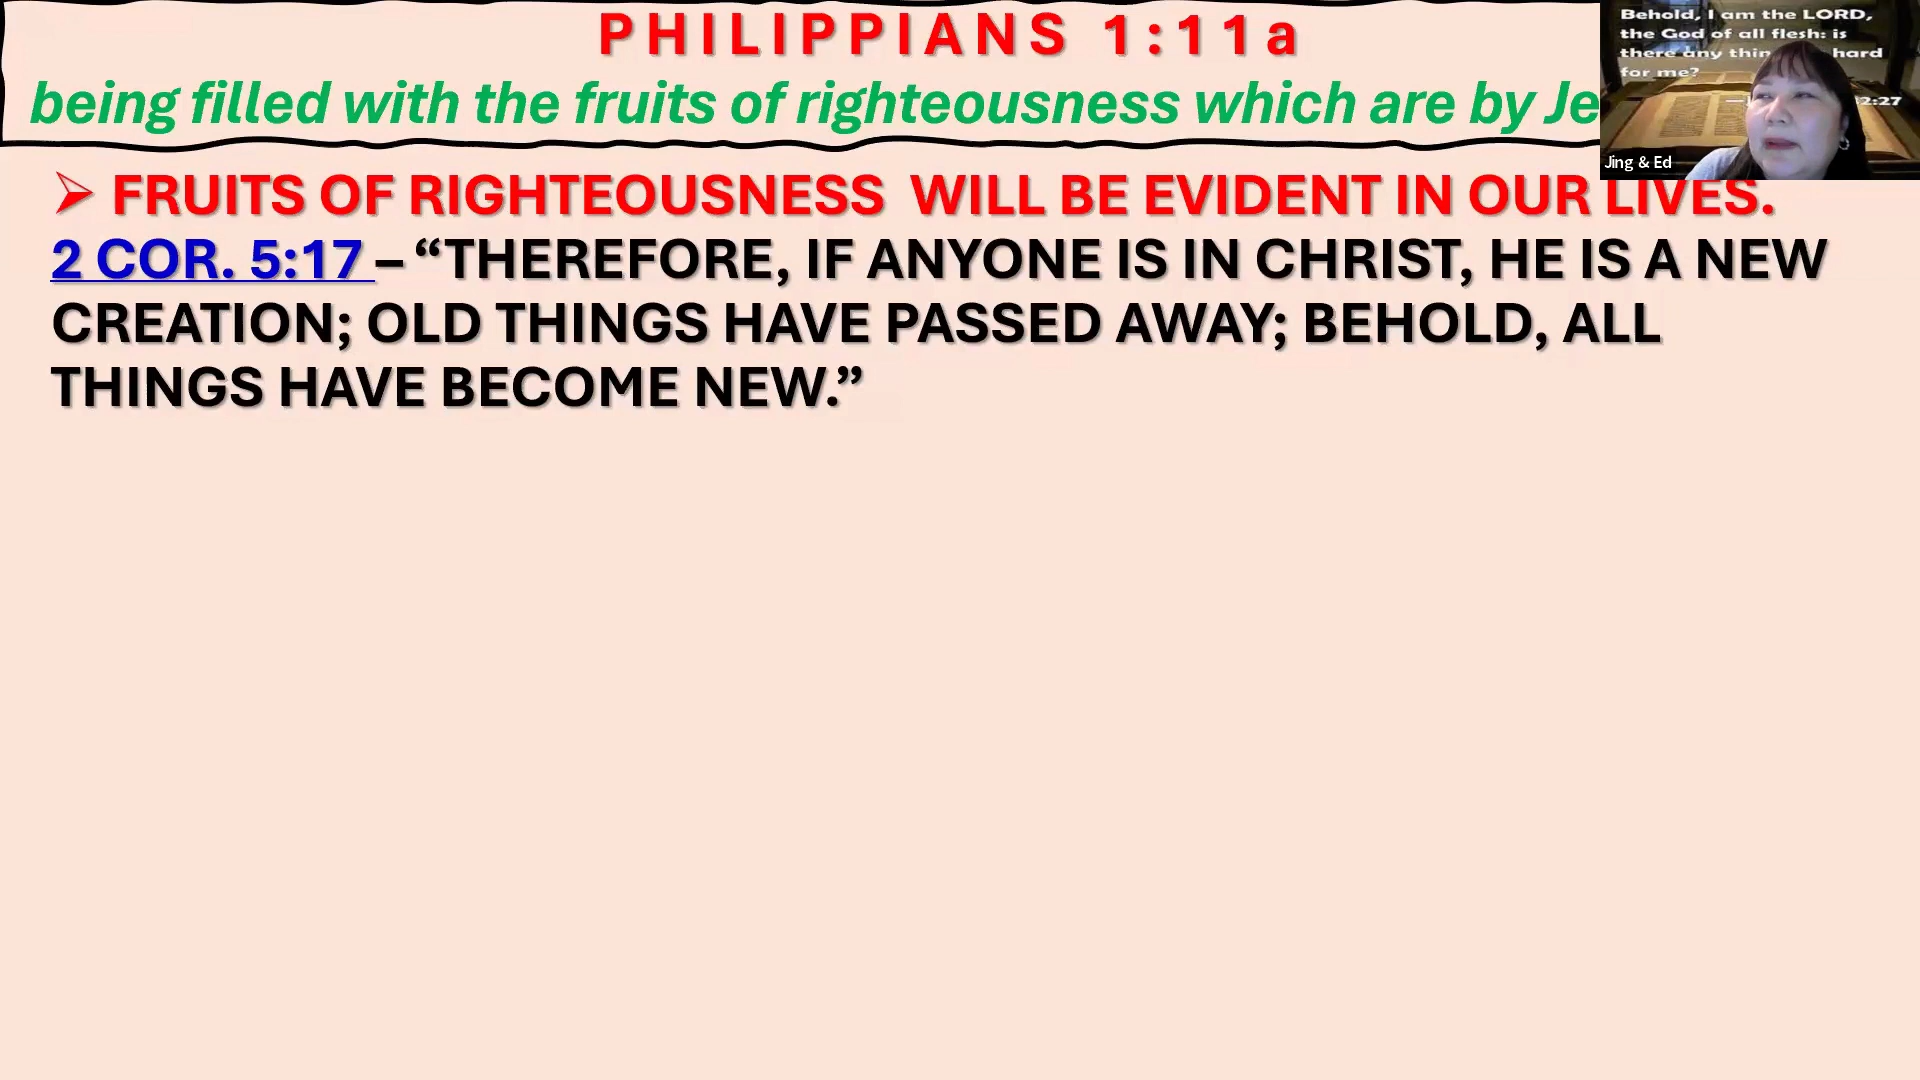 PHILIPPIANS 1:11a
being filled with the fruits of righteousness which are by Je
➢ FRUITS OF RIGHTEOUSNESS WILL BE EVIDENT IN OUR LIVES.
2 COR. 5:17 – “THEREFORE, IF ANYONE IS IN CHRIST, HE IS A NEW
CREATION; OLD THINGS HAVE PASSED AWAY; BEHOLD, ALL
THINGS HAVE BECOME NEW.”
Behold, I am the LORD,
the God of all flesh: is
there any hard
for me?
2:27
Jing & Ed